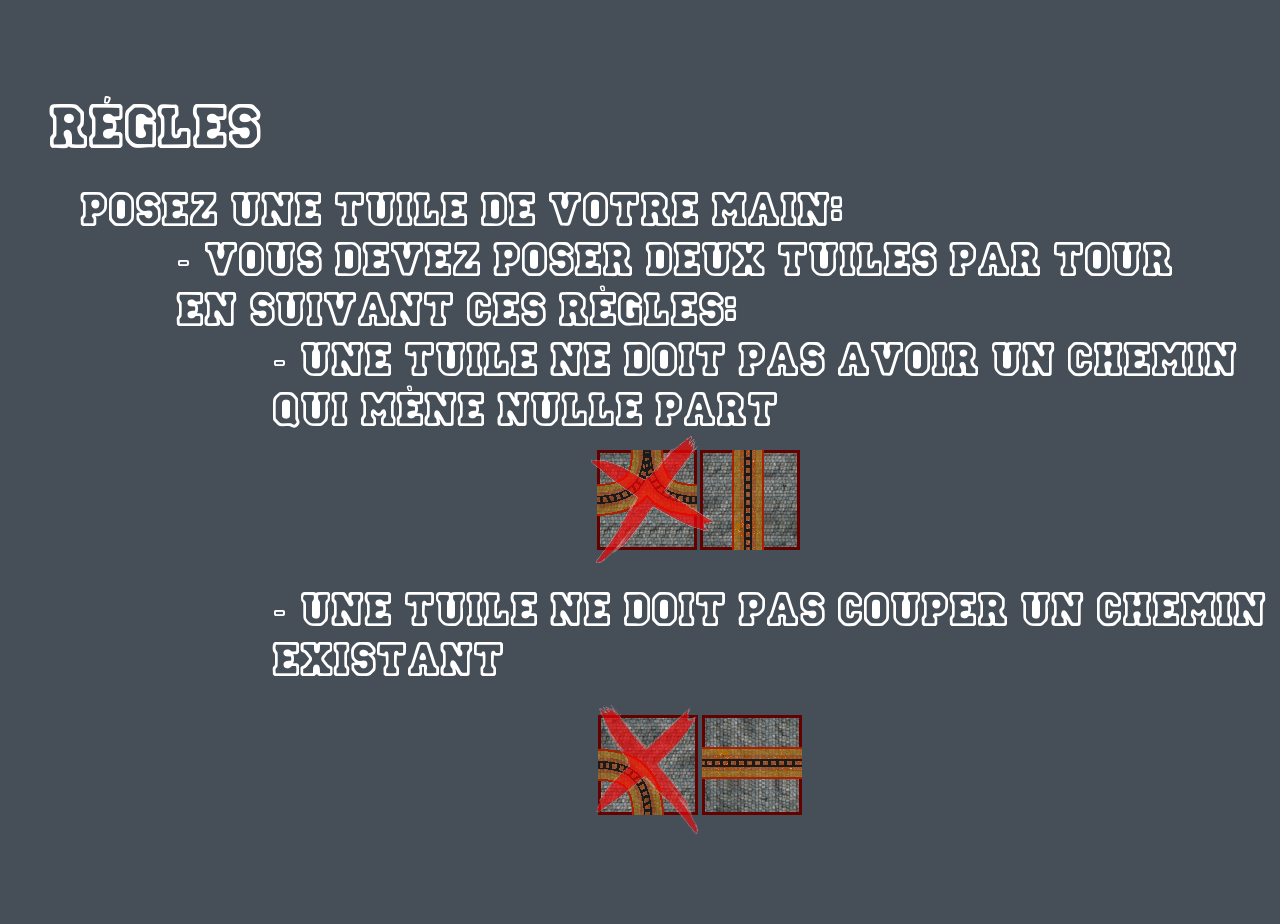 RÉGLES
POSEZ UNE TUILE DE VOTRE MAIN:
- VOUS DEVEZ POSER DEUX TUILES PAR TOUR
EN SUIVANT CES RÈGLES:
- UNE TUILE NE DOIT PAS AVOIR UN CHEMIN
QUI MÈNE NULLE PART
- UNE TUILE NE DOIT PAS COUPER UN CHEMIN
EXISTANT